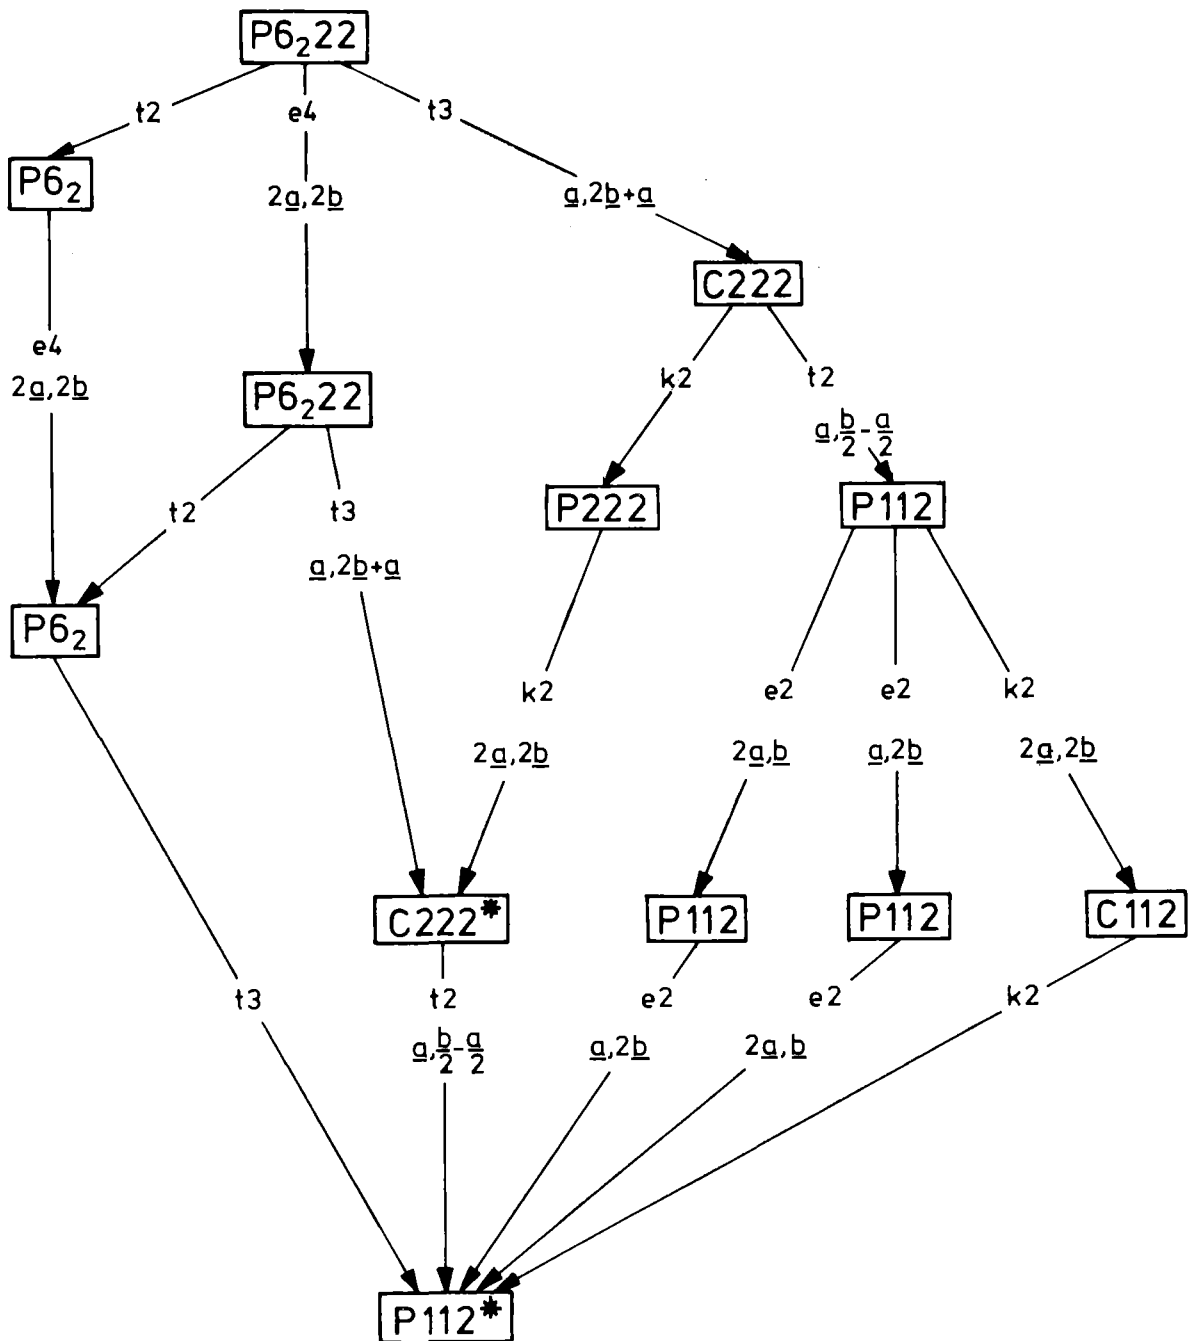 P6₂22
t2 e4 t3
P6₂ 2a,2b a,2b+a
C222
e4 k2 t2
2a,2b P6₂22
a,b/2-a/2
t2 t3 P222 P112
a,2b+a
P6₂
k2 e2 e2 k2
2a,2b 2a,b a,2b 2a,2b
C222* P112 P112 C112
t3 t2 e2 e2 k2
a,b/2-a/2 a,2b 2a,b
P112*